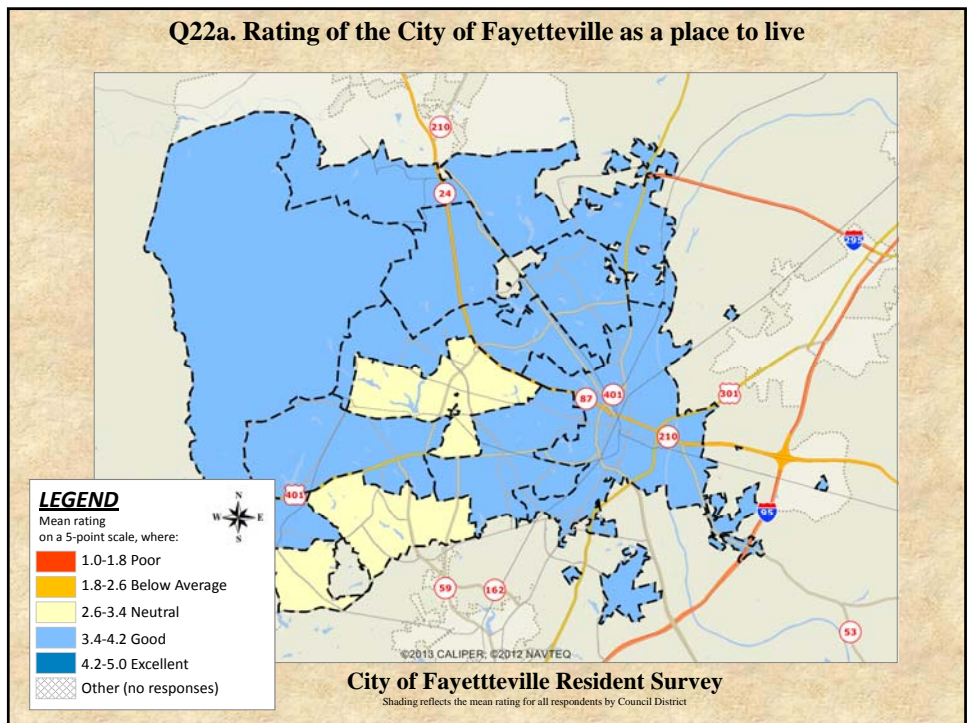 Q22a. Rating of the City of Fayetteville as a place to live
210
24
295
87
401
301
210
401
95
59
162
53
LEGEND
Mean rating
on a 5-point scale, where:
1.0-1.8 Poor
1.8-2.6 Below Average
2.6-3.4 Neutral
3.4-4.2 Good
4.2-5.0 Excellent
Other (no responses)
N
W E
S
©2013 CALIPER; ©2012 NAVTEQ
City of Fayettteville Resident Survey
Shading reflects the mean rating for all respondents by Council District